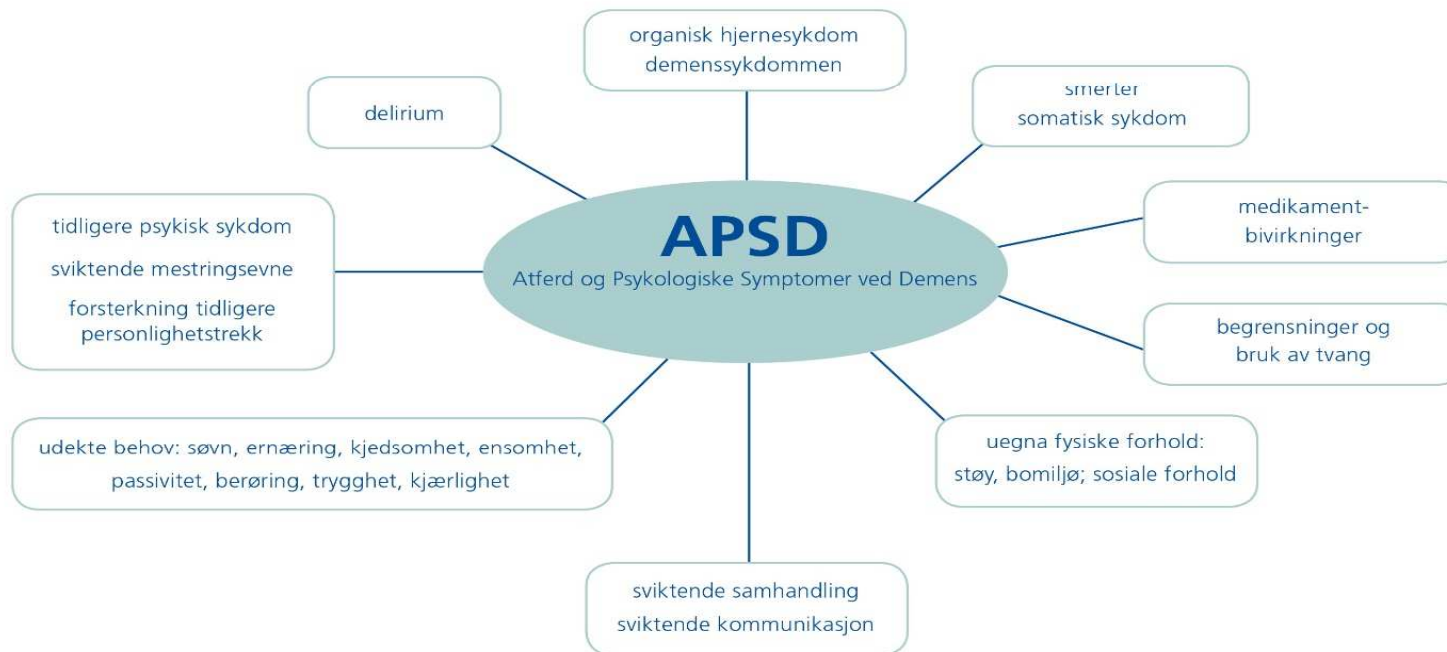 organisk hjernesykdom
demenssykdommen
delirium
smerter
somatisk sykdom
tidligere psykisk sykdom
sviktende mestringsevne
forsterkning tidligere
personlighetstrekk
APSD
Atferd og Psykologiske Symptomer ved Demens
medikament-
bivirkninger
begrensninger og
bruk av tvang
udekte behov: søvn, ernæring, kjedsomhet, ensomhet,
passivitet, berøring, trygghet, kjærlighet
uegna fysiske forhold:
støy, bomiljø; sosiale forhold
sviktende samhandling
sviktende kommunikasjon